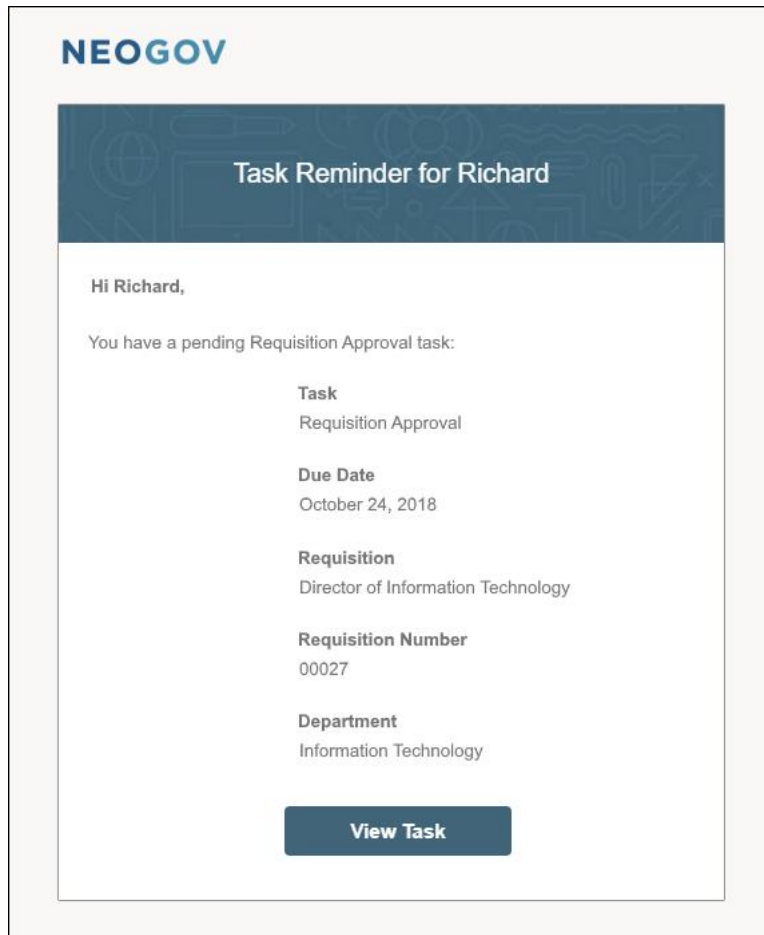 NEOGOV
Task Reminder for Richard
Hi Richard,
You have a pending Requisition Approval task:
Task
Requisition Approval
Due Date
October 24, 2018
Requisition
Director of Information Technology
Requisition Number
00027
Department
Information Technology
View Task